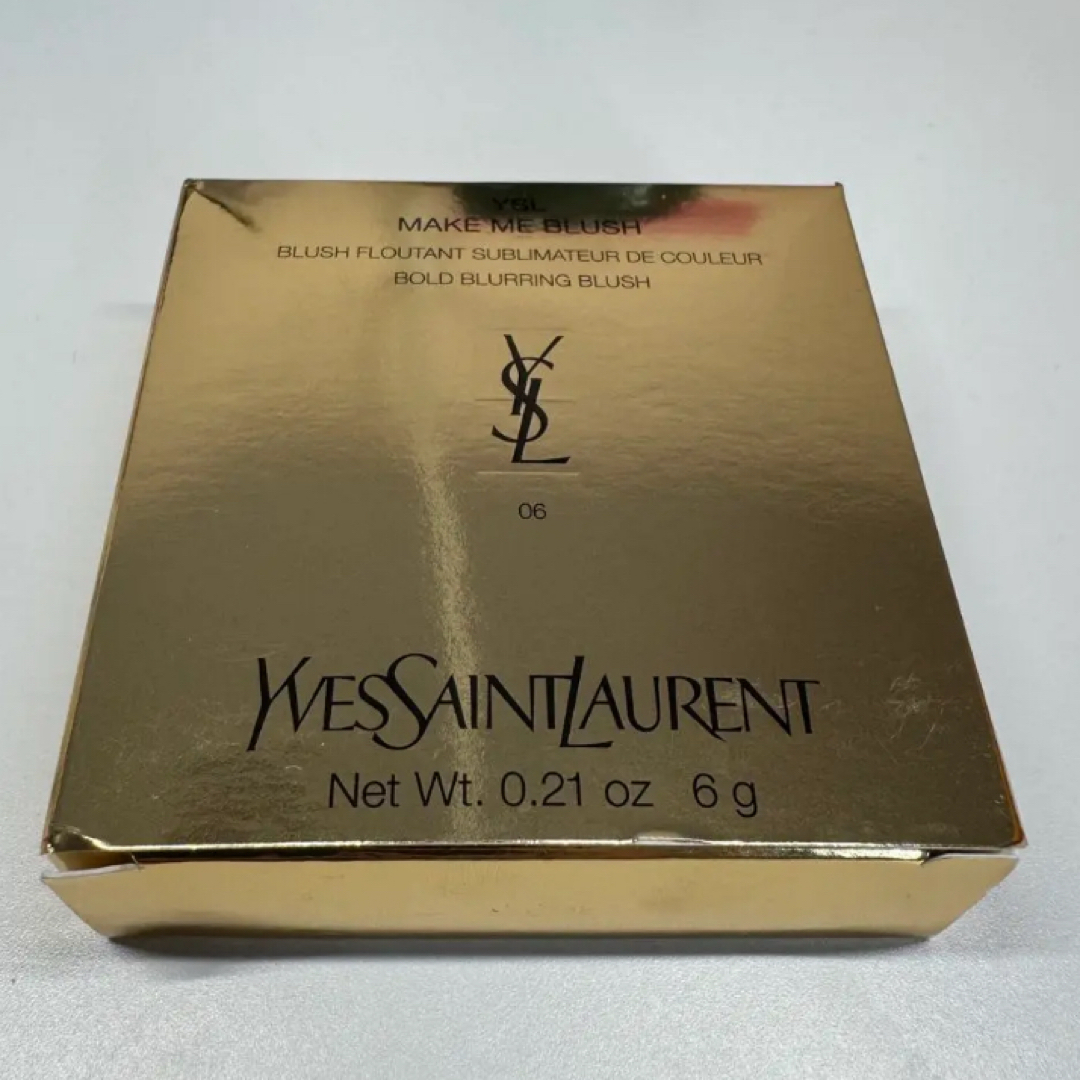 YSL
MAKE ME BLUSH
BLUSH FLOUTANT SUBLIMATEUR DE COULEUR
BOLD BLURRING BLUSH
YSL
06
YVESSAINTLAURENT
Net Wt. 0.21 oz 6 g